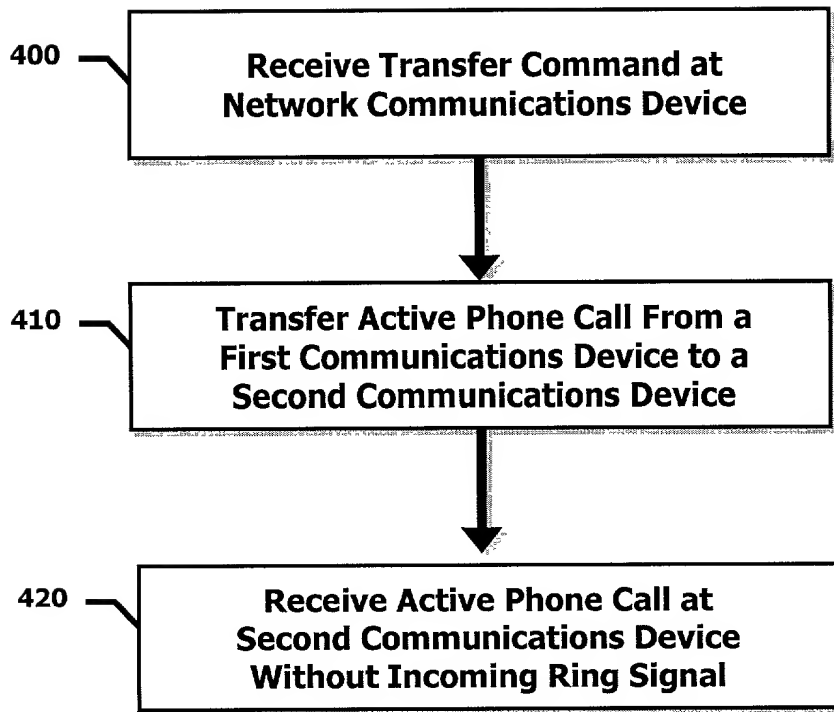 400
Receive Transfer Command at
Network Communications Device
410
Transfer Active Phone Call From a
First Communications Device to a
Second Communications Device
420
Receive Active Phone Call at
Second Communications Device
Without Incoming Ring Signal